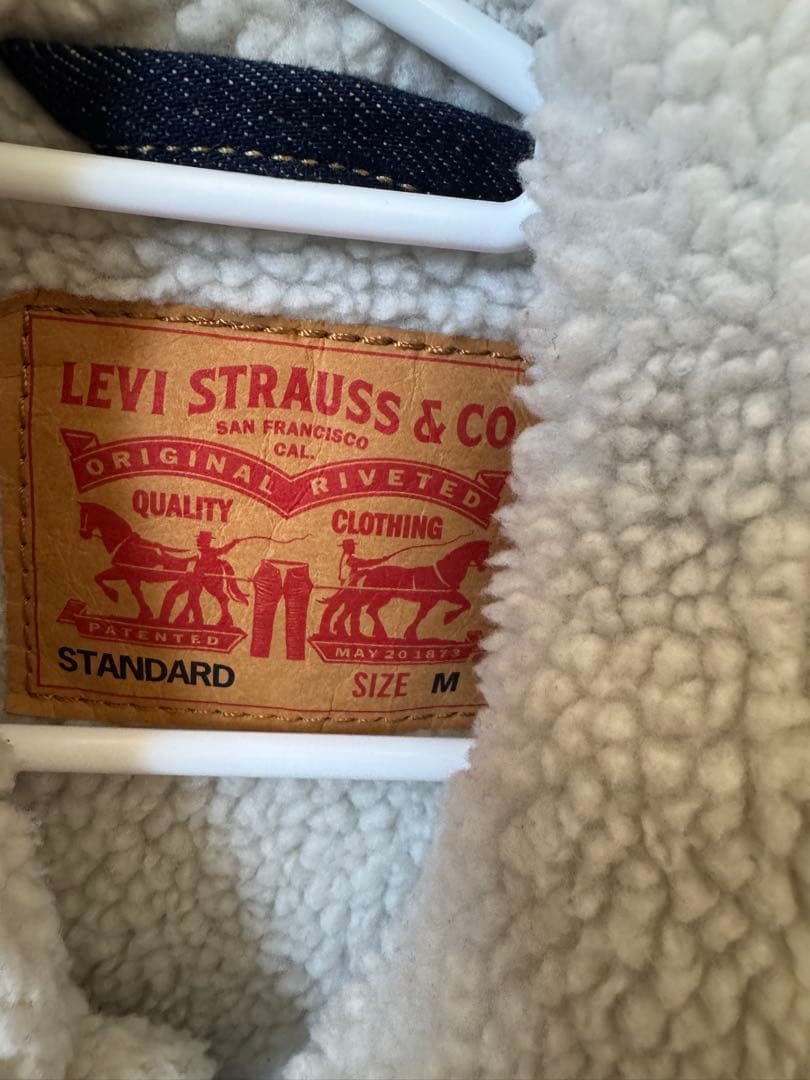 LEVI STRAUSS & CO
SAN FRANCISCO
CAL.
ORIGINAL RIVETED
QUALITY CLOTHING
PATENTED MAY 20 1873
STANDARD SIZE M